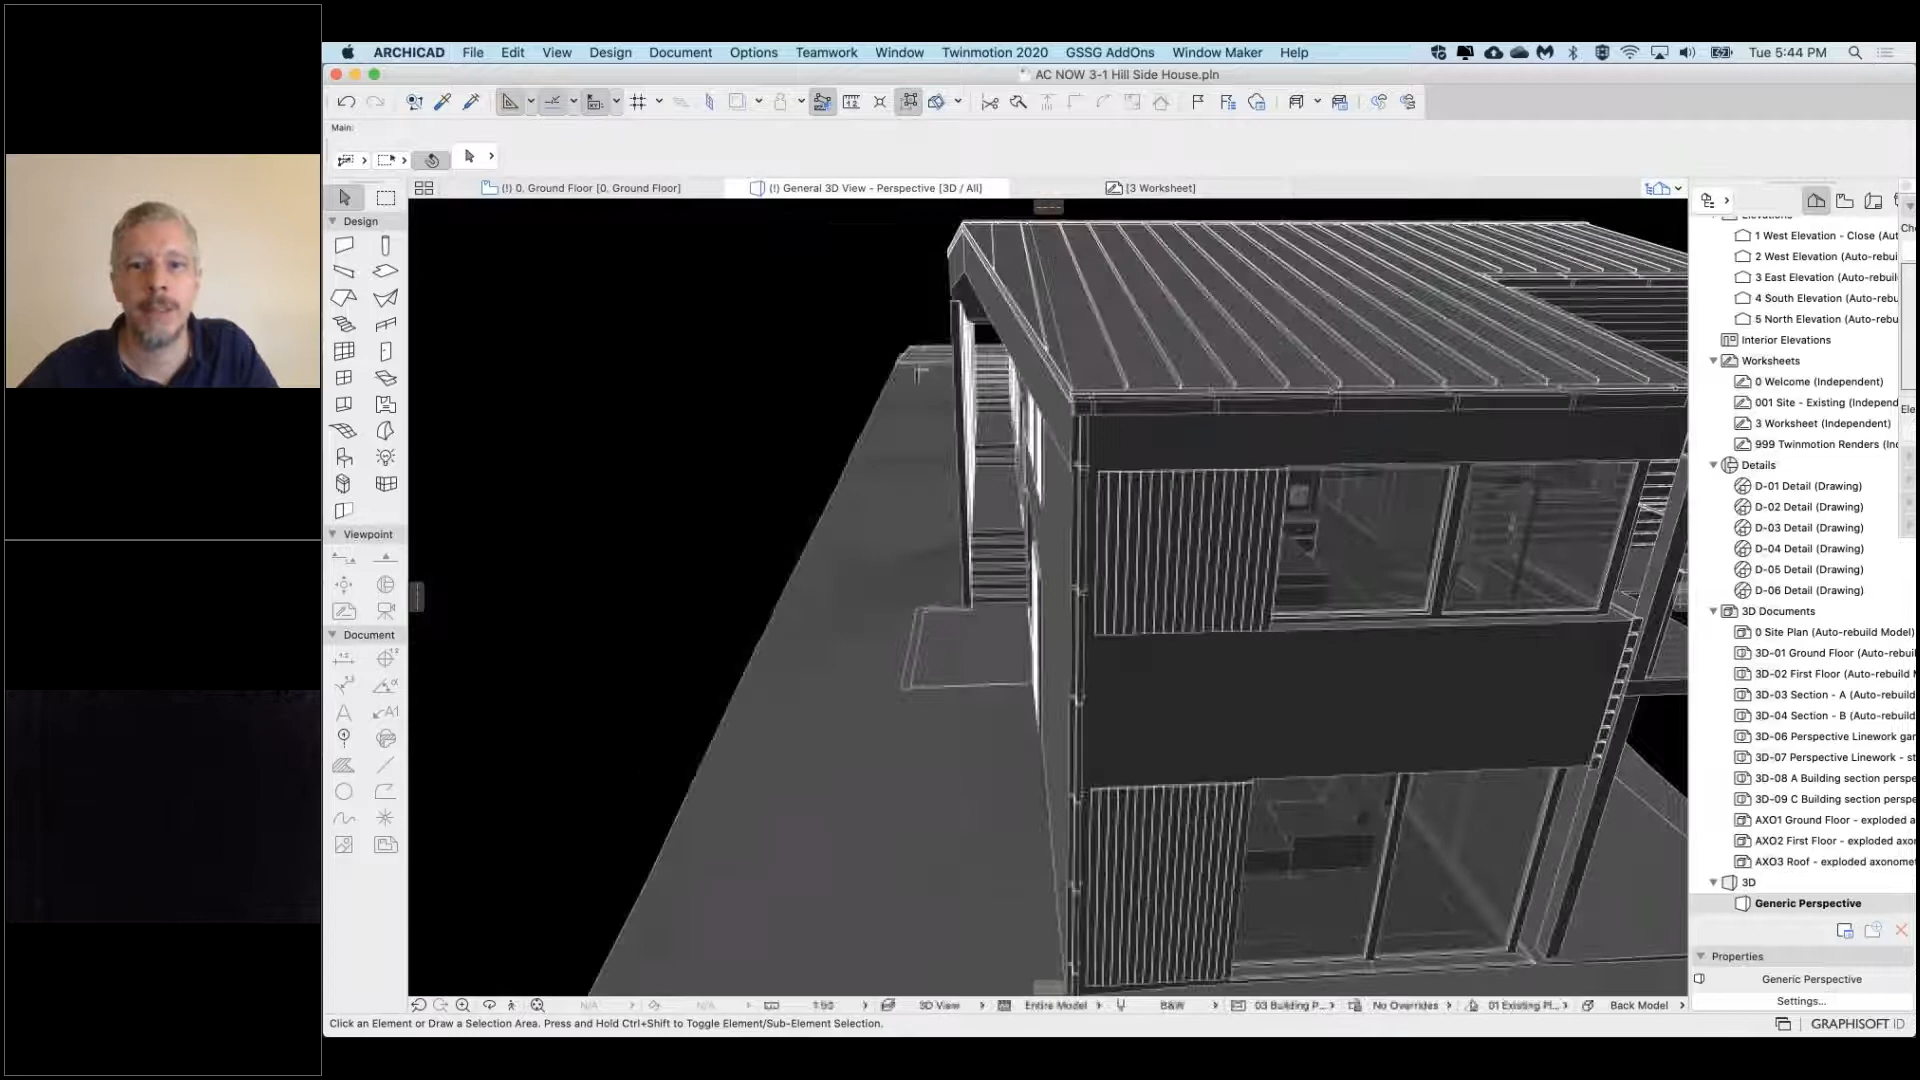 ARCHICAD File Edit View Design Document Options Teamwork Window Twinmotion 2020 GSSG AddOns Window Maker Help Tue 5:44 PM
AC NOW 3-1 Hill Side House.pln
Main:
(!) 0. Ground Floor [0. Ground Floor]
(!) General 3D View - Perspective [3D / All]
[3 Worksheet]
Design
Viewpoint
Document
1 West Elevation - Close (Aut
2 West Elevation (Auto-rebui
3 East Elevation (Auto-rebuil
4 South Elevation (Auto-rebu
5 North Elevation (Auto-rebu
Interior Elevations
Worksheets
0 Welcome (Independent)
001 Site - Existing (Independ
3 Worksheet (Independent)
999 Twinmotion Renders (Inc
Details
D-01 Detail (Drawing)
D-02 Detail (Drawing)
D-03 Detail (Drawing)
D-04 Detail (Drawing)
D-05 Detail (Drawing)
D-06 Detail (Drawing)
3D Documents
0 Site Plan (Auto-rebuild Model)
3D-01 Ground Floor (Auto-rebuil
3D-02 First Floor (Auto-rebuild M
3D-03 Section - A (Auto-rebuild
3D-04 Section - B (Auto-rebuild
3D-06 Perspective Linework gar
3D-07 Perspective Linework - st
3D-08 A Building section perspe
3D-09 C Building section perspe
AXO1 Ground Floor - exploded a
AXO2 First Floor - exploded axo
AXO3 Roof - exploded axonomet
3D
Generic Perspective
Properties
Generic Perspective
Settings...
N/A N/A 1:50 3D View Entire Model B&W 03 Building P... No Overrides 01 Existing Pl... Back Model
Click an Element or Draw a Selection Area. Press and Hold Ctrl+Shift to Toggle Element/Sub-Element Selection.
GRAPHISOFT ID